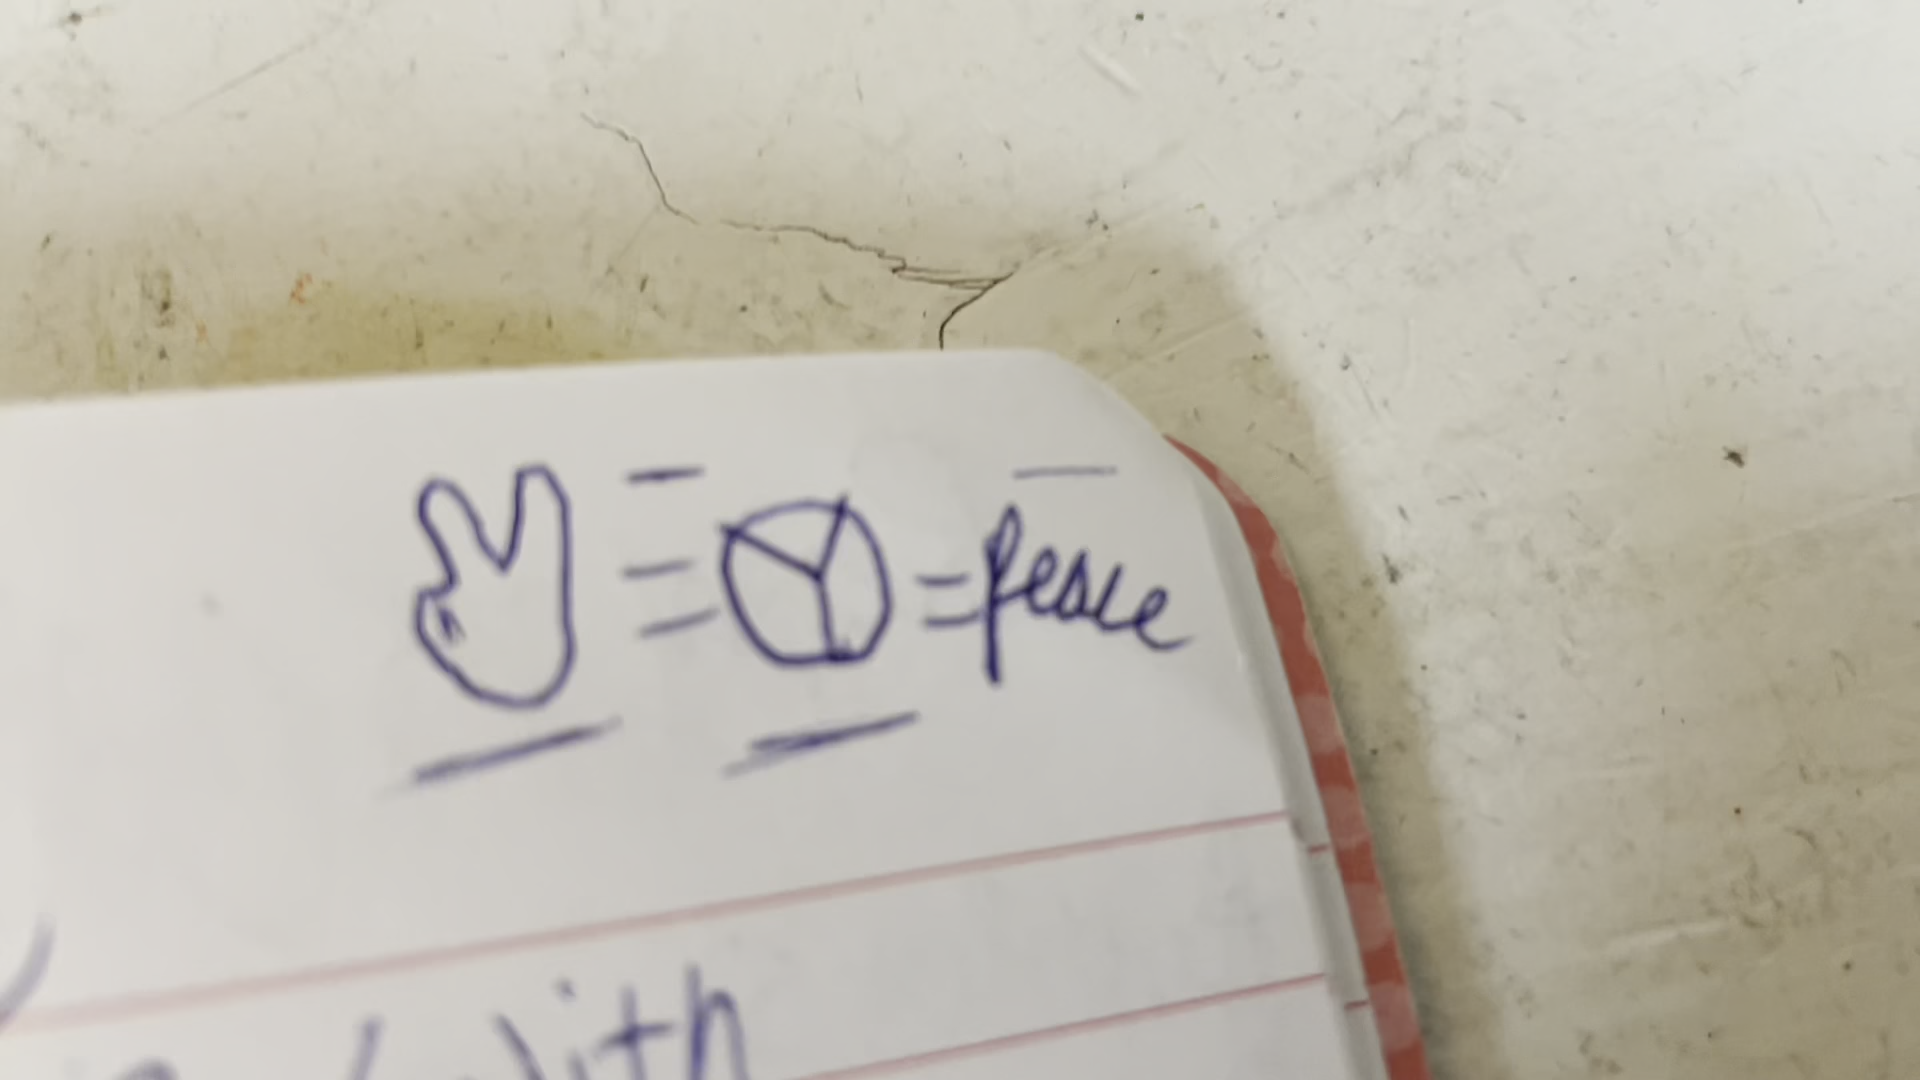 = = Peace
with